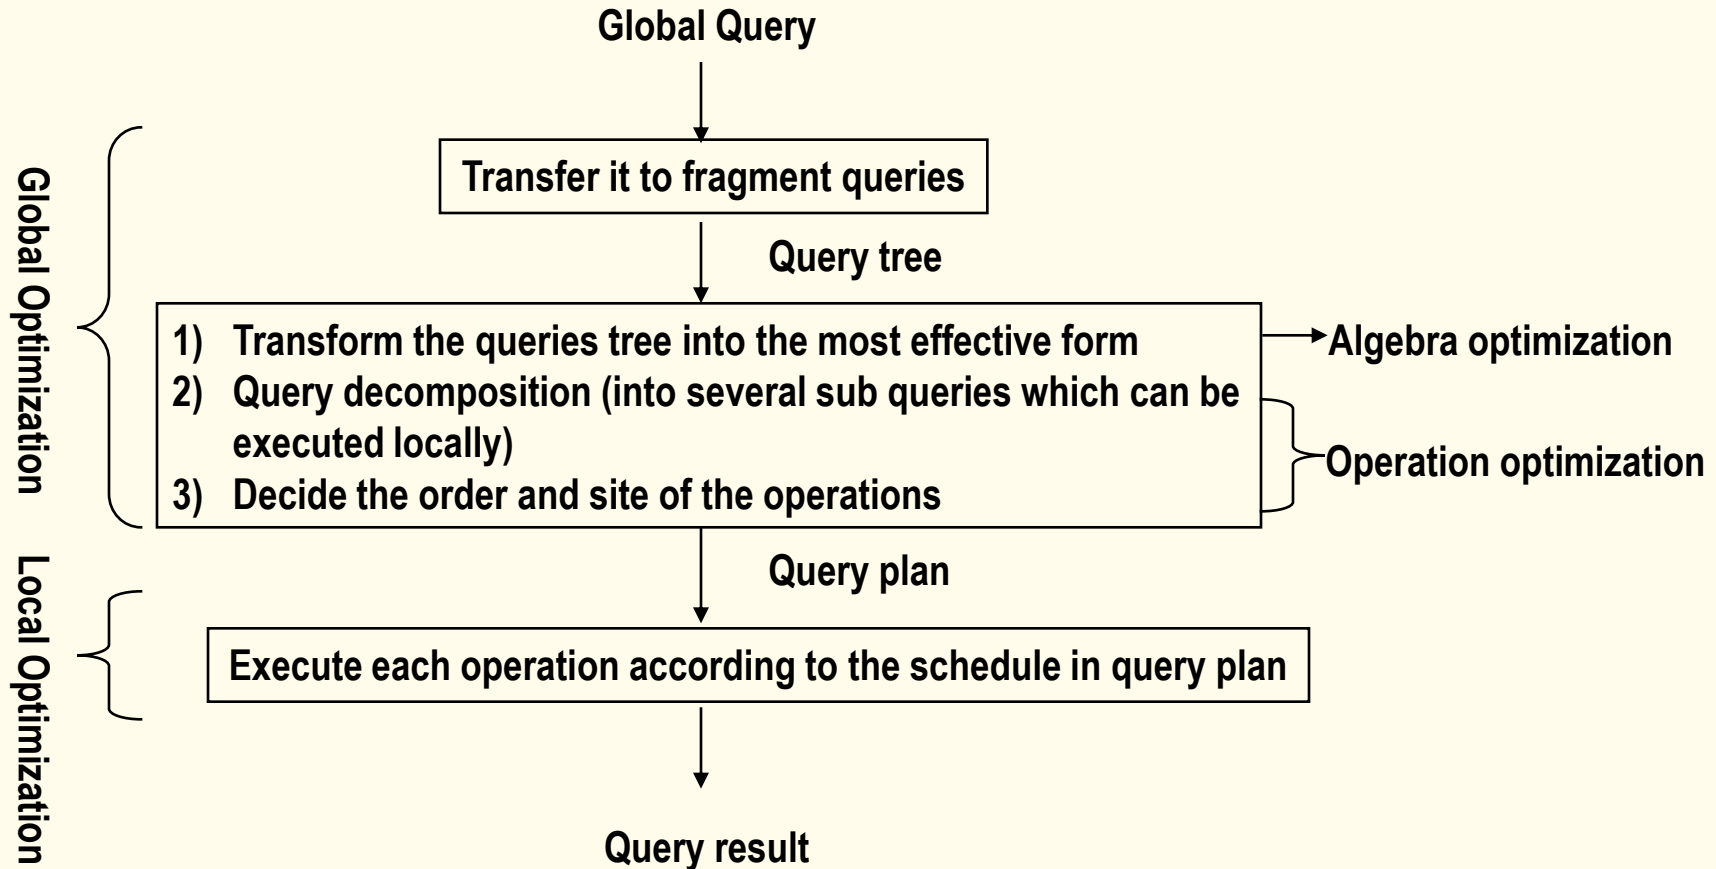 Global Query
Transfer it to fragment queries
Query tree
Global Optimization
1) Transform the queries tree into the most effective form
2) Query decomposition (into several sub queries which can be
executed locally)
3) Decide the order and site of the operations
Algebra optimization
Operation optimization
Query plan
Local Optimization
Execute each operation according to the schedule in query plan
Query result